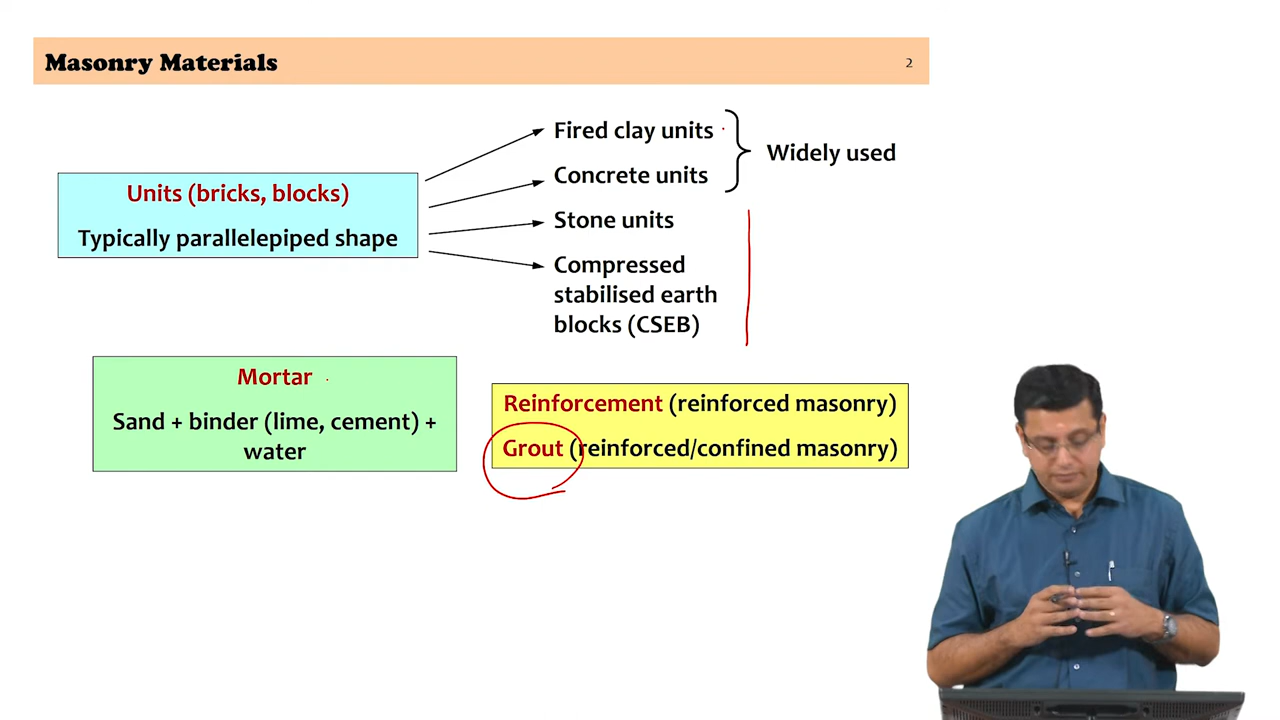 Masonry Materials
2
Fired clay units
Concrete units
Widely used
Stone units
Compressed
stabilised earth
blocks (CSEB)
Units (bricks, blocks)
Typically parallelepiped shape
Mortar
Sand + binder (lime, cement) +
water
Reinforcement (reinforced masonry)
Grout (reinforced/confined masonry)